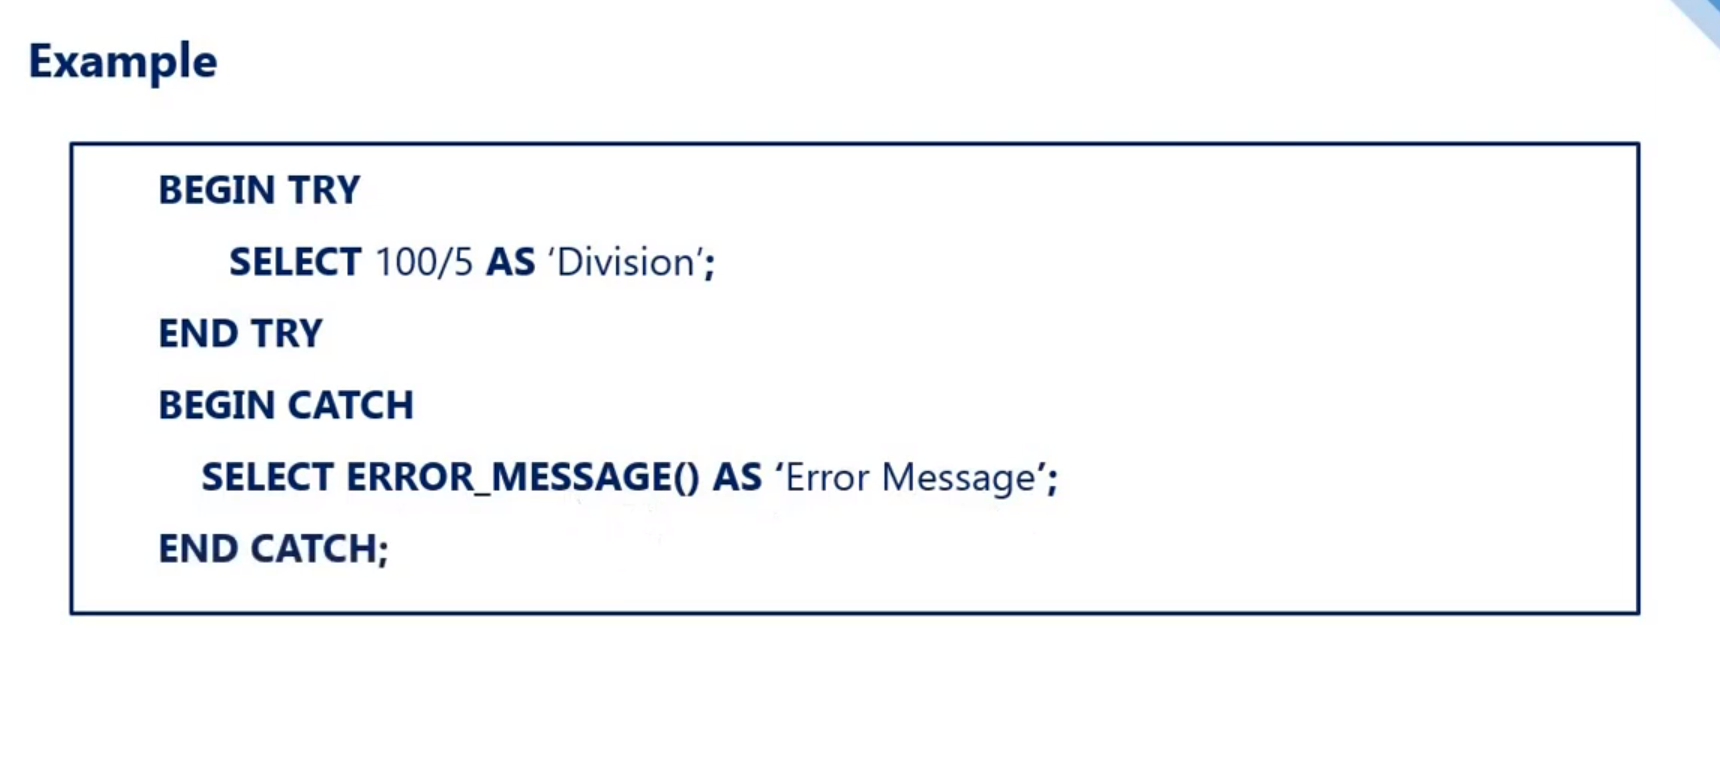 Example
BEGIN TRY
SELECT 100/5 AS ‘Division’;
END TRY
BEGIN CATCH
SELECT ERROR_MESSAGE() AS ‘Error Message’;
END CATCH;